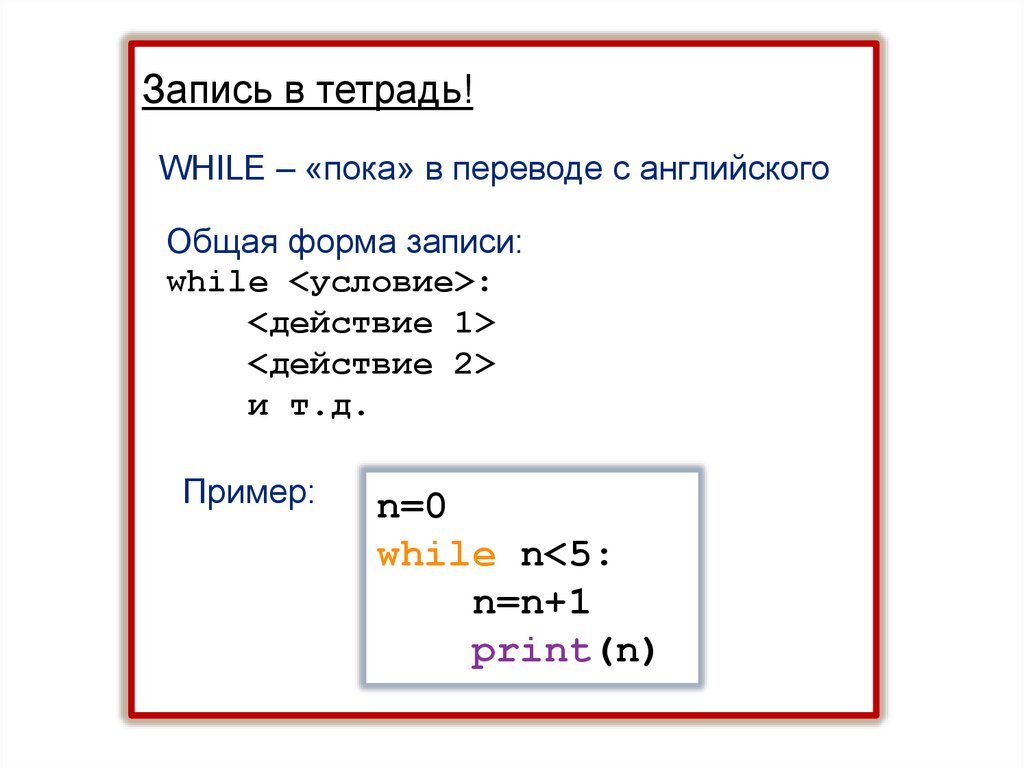 Запись в тетрадь!
WHILE – «пока» в переводе с английского
Общая форма записи:
while <условие>:
    <действие 1>
    <действие 2>
    и т.д.
Пример:
n=0
while n<5:
    n=n+1
    print(n)